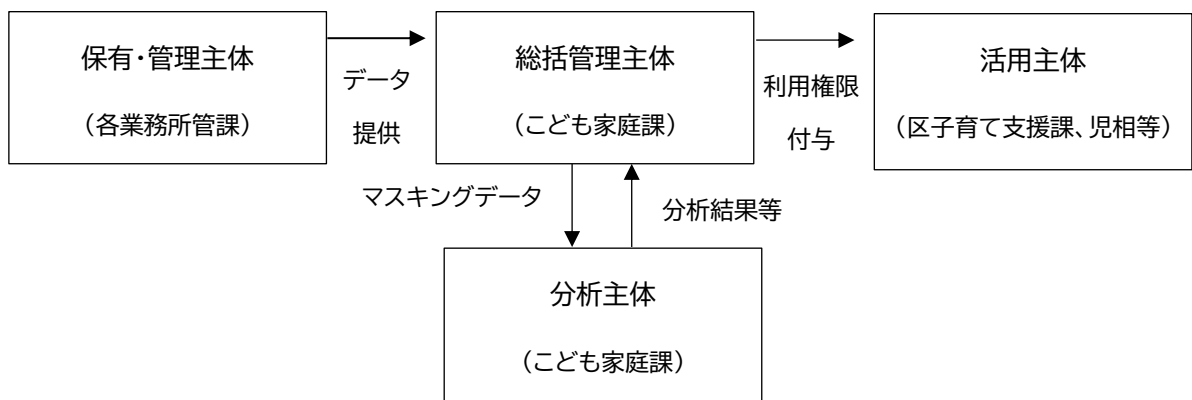 保有・管理主体
（各業務所管課）
データ
提供
総括管理主体
（こども家庭課）
利用権限
付与
活用主体
（区子育て支援課、児相等）
マスキングデータ
分析結果等
分析主体
（こども家庭課）